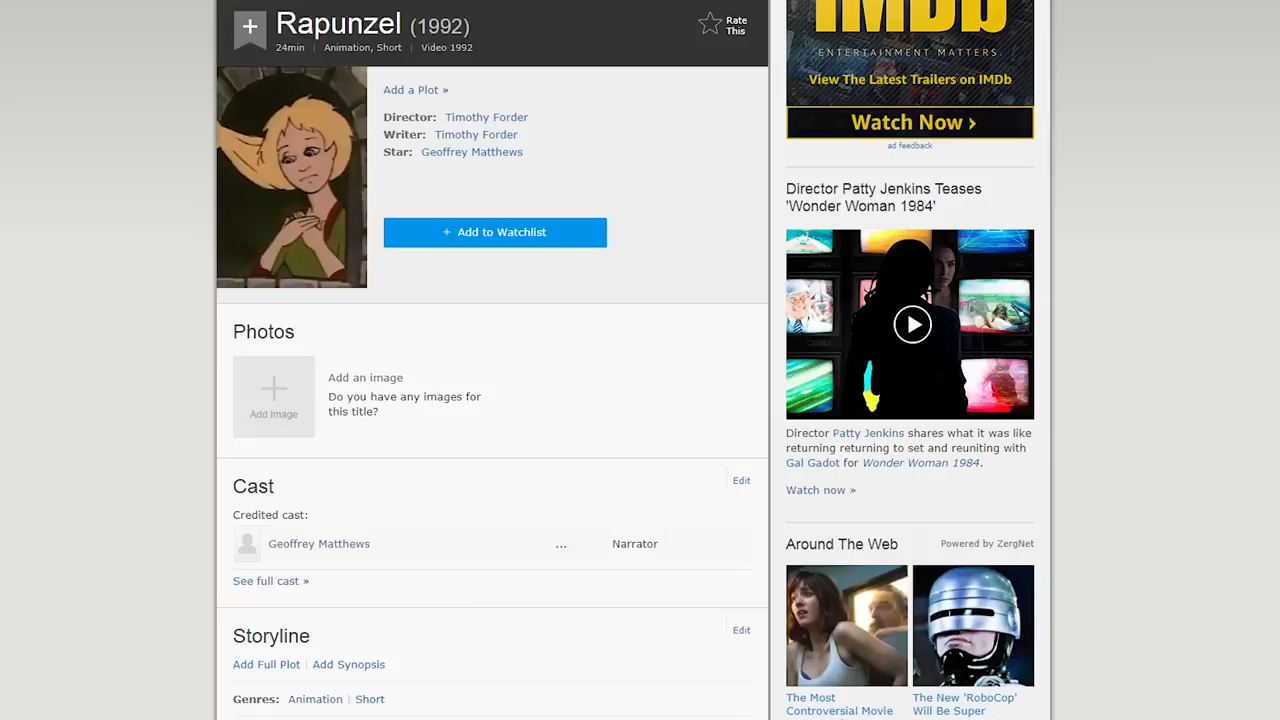 Rapunzel (1992)
24min | Animation, Short | Video 1992
Rate
This
Add a Plot »
Director: Timothy Forder
Writer: Timothy Forder
Star: Geoffrey Matthews
+ Add to Watchlist
Photos
Add Image
Add an image
Do you have any images for
this title?
Cast
Edit
Credited cast:
Geoffrey Matthews ... Narrator
See full cast »
Storyline
Edit
Add Full Plot | Add Synopsis
Genres: Animation | Short
IMDb
ENTERTAINMENT MATTERS.
View The Latest Trailers on IMDb
Watch Now ›
ad feedback
Director Patty Jenkins Teases
'Wonder Woman 1984'
Director Patty Jenkins shares what it was like
returning returning to set and reuniting with
Gal Gadot for Wonder Woman 1984.
Watch now »
Around The Web
Powered by ZergNet
The Most
Controversial Movie
The New 'RoboCop'
Will Be Super